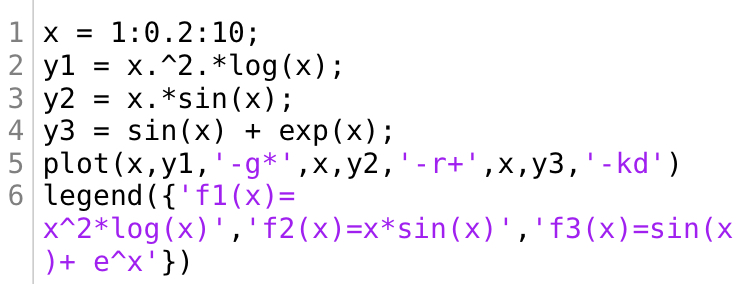 1 x = 1:0.2:10;
2 y1 = x.^2.*log(x);
3 y2 = x.*sin(x);
4 y3 = sin(x) + exp(x);
5 plot(x,y1,'-g*',x,y2,'-r+',x,y3,'-kd')
6 legend({'f1(x)=
x^2*log(x)','f2(x)=x*sin(x)','f3(x)=sin(x
)+ e^x'})